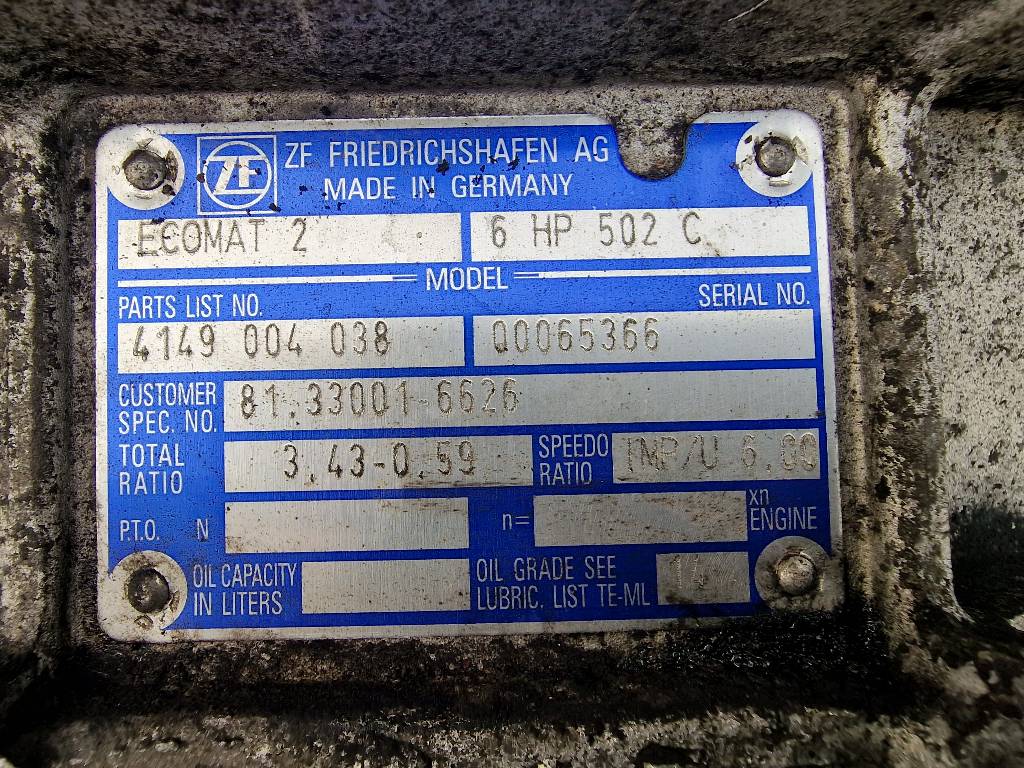 ZF ZF FRIEDRICHSHAFEN AG
MADE IN GERMANY
ECOMAT 2 6 HP 502 C
MODEL
PARTS LIST NO. SERIAL NO.
4149 004 038 00065366
CUSTOMER SPEC. NO. 81.33001-6626
TOTAL RATIO 3.43-0.59 SPEEDO RATIO IMP/U 6.00
P.T.O. N n= xn ENGINE
OIL CAPACITY IN LITERS OIL GRADE SEE LUBRIC. LIST TE-ML 14